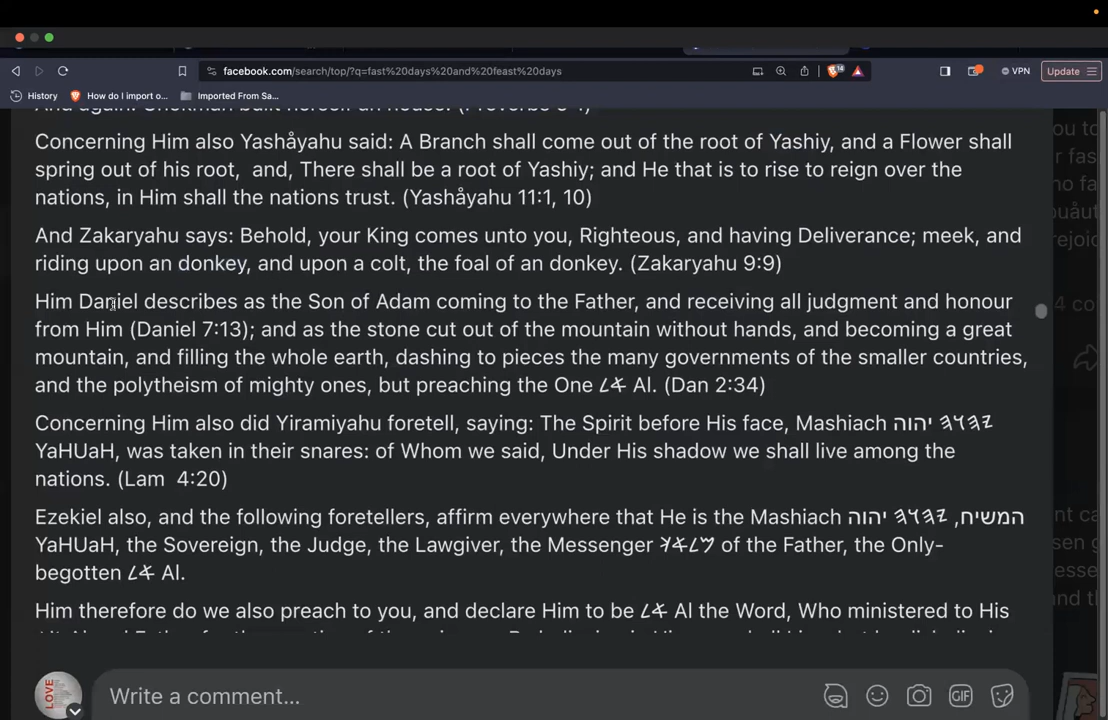 facebook.com/search/top/?q=fast%20days%20and%20feast%20days
14
VPN
Update
History
How do I import o...
Imported From Sa...
Concerning Him also Yashåyahu said: A Branch shall come out of the root of Yashiy, and a Flower shall
spring out of his root,  and, There shall be a root of Yashiy; and He that is to rise to reign over the
nations, in Him shall the nations trust. (Yashåyahu 11:1, 10)
And Zakaryahu says: Behold, your King comes unto you, Righteous, and having Deliverance; meek, and
riding upon an donkey, and upon a colt, the foal of an donkey. (Zakaryahu 9:9)
Him Daniel describes as the Son of Adam coming to the Father, and receiving all judgment and honour
from Him (Daniel 7:13); and as the stone cut out of the mountain without hands, and becoming a great
mountain, and filling the whole earth, dashing to pieces the many governments of the smaller countries,
and the polytheism of mighty ones, but preaching the One 𐤀𐤋 Al. (Dan 2:34)
Concerning Him also did Yiramiyahu foretell, saying: The Spirit before His face, Mashiach יהוה 𐤉𐤄𐤅𐤄
YaHUaH, was taken in their snares: of Whom we said, Under His shadow we shall live among the
nations. (Lam  4:20)
Ezekiel also, and the following foretellers, affirm everywhere that He is the Mashiach המשיח, 𐤉𐤄𐤅𐤄 יהוה
YaHUaH, the Sovereign, the Judge, the Lawgiver, the Messenger 𐤌𐤋𐤀𐤊 of the Father, the Only-
begotten 𐤀𐤋 Al.
Him therefore do we also preach to you, and declare Him to be 𐤀𐤋 Al the Word, Who ministered to His
LOVE
Write a comment...
GIF